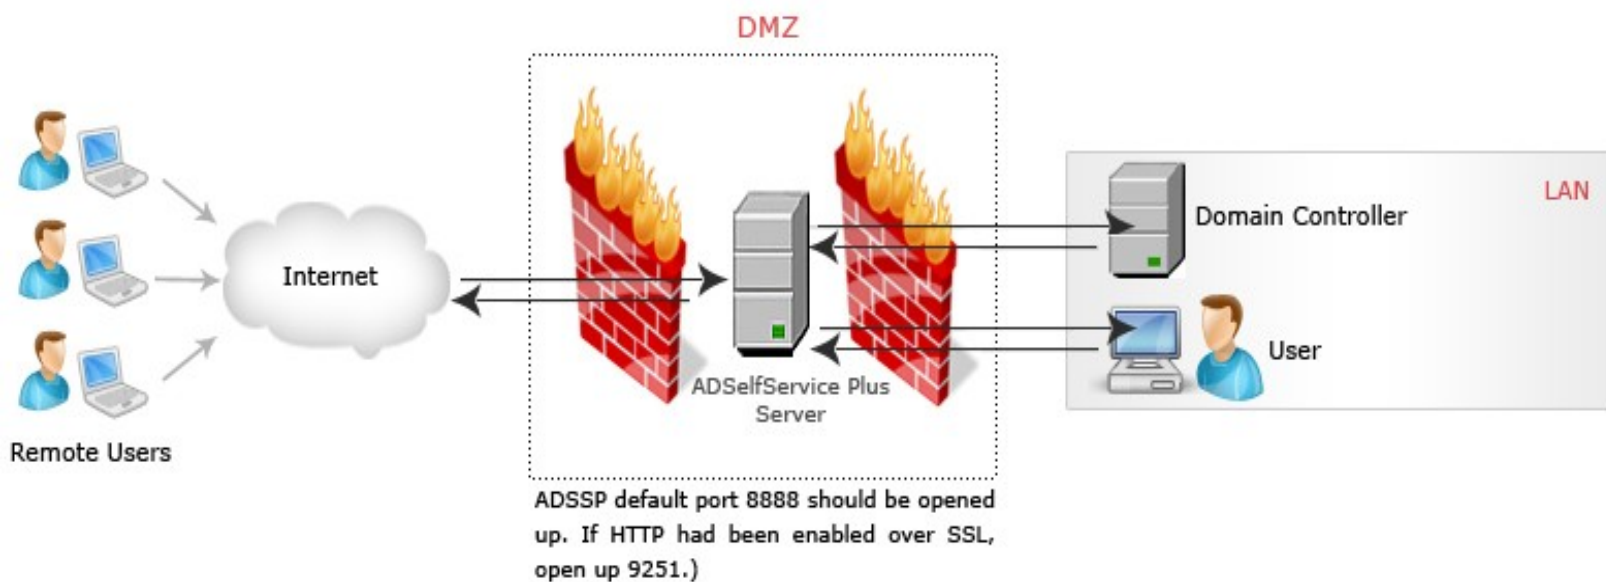 DMZ
LAN
Domain Controller
Internet
User
ADSelfService Plus
Server
Remote Users
ADSSP default port 8888 should be opened
up. If HTTP had been enabled over SSL,
open up 9251.)